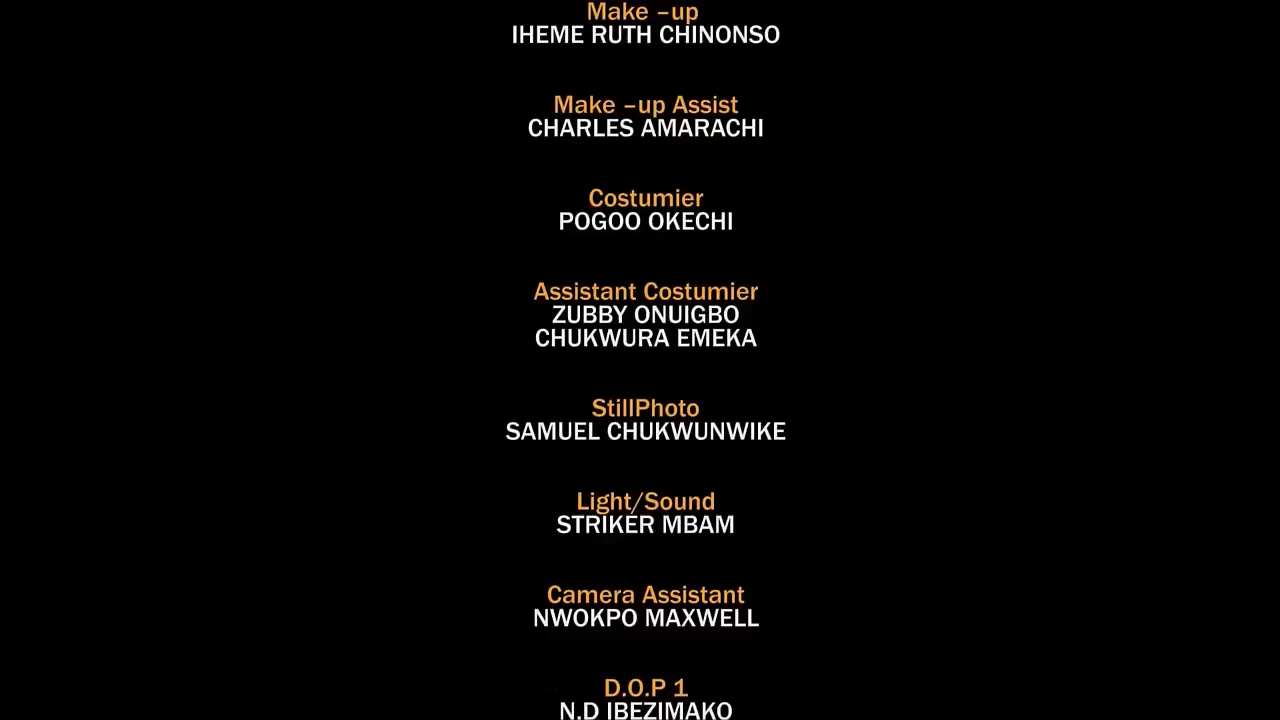 Make –up
IHEME RUTH CHINONSO
Make –up Assist
CHARLES AMARACHI
Costumier
POGOO OKECHI
Assistant Costumier
ZUBBY ONUIGBO
CHUKWURA EMEKA
StillPhoto
SAMUEL CHUKWUNWIKE
Light/Sound
STRIKER MBAM
Camera Assistant
NWOKPO MAXWELL
D.O.P 1
N.D IBEZIMAKO